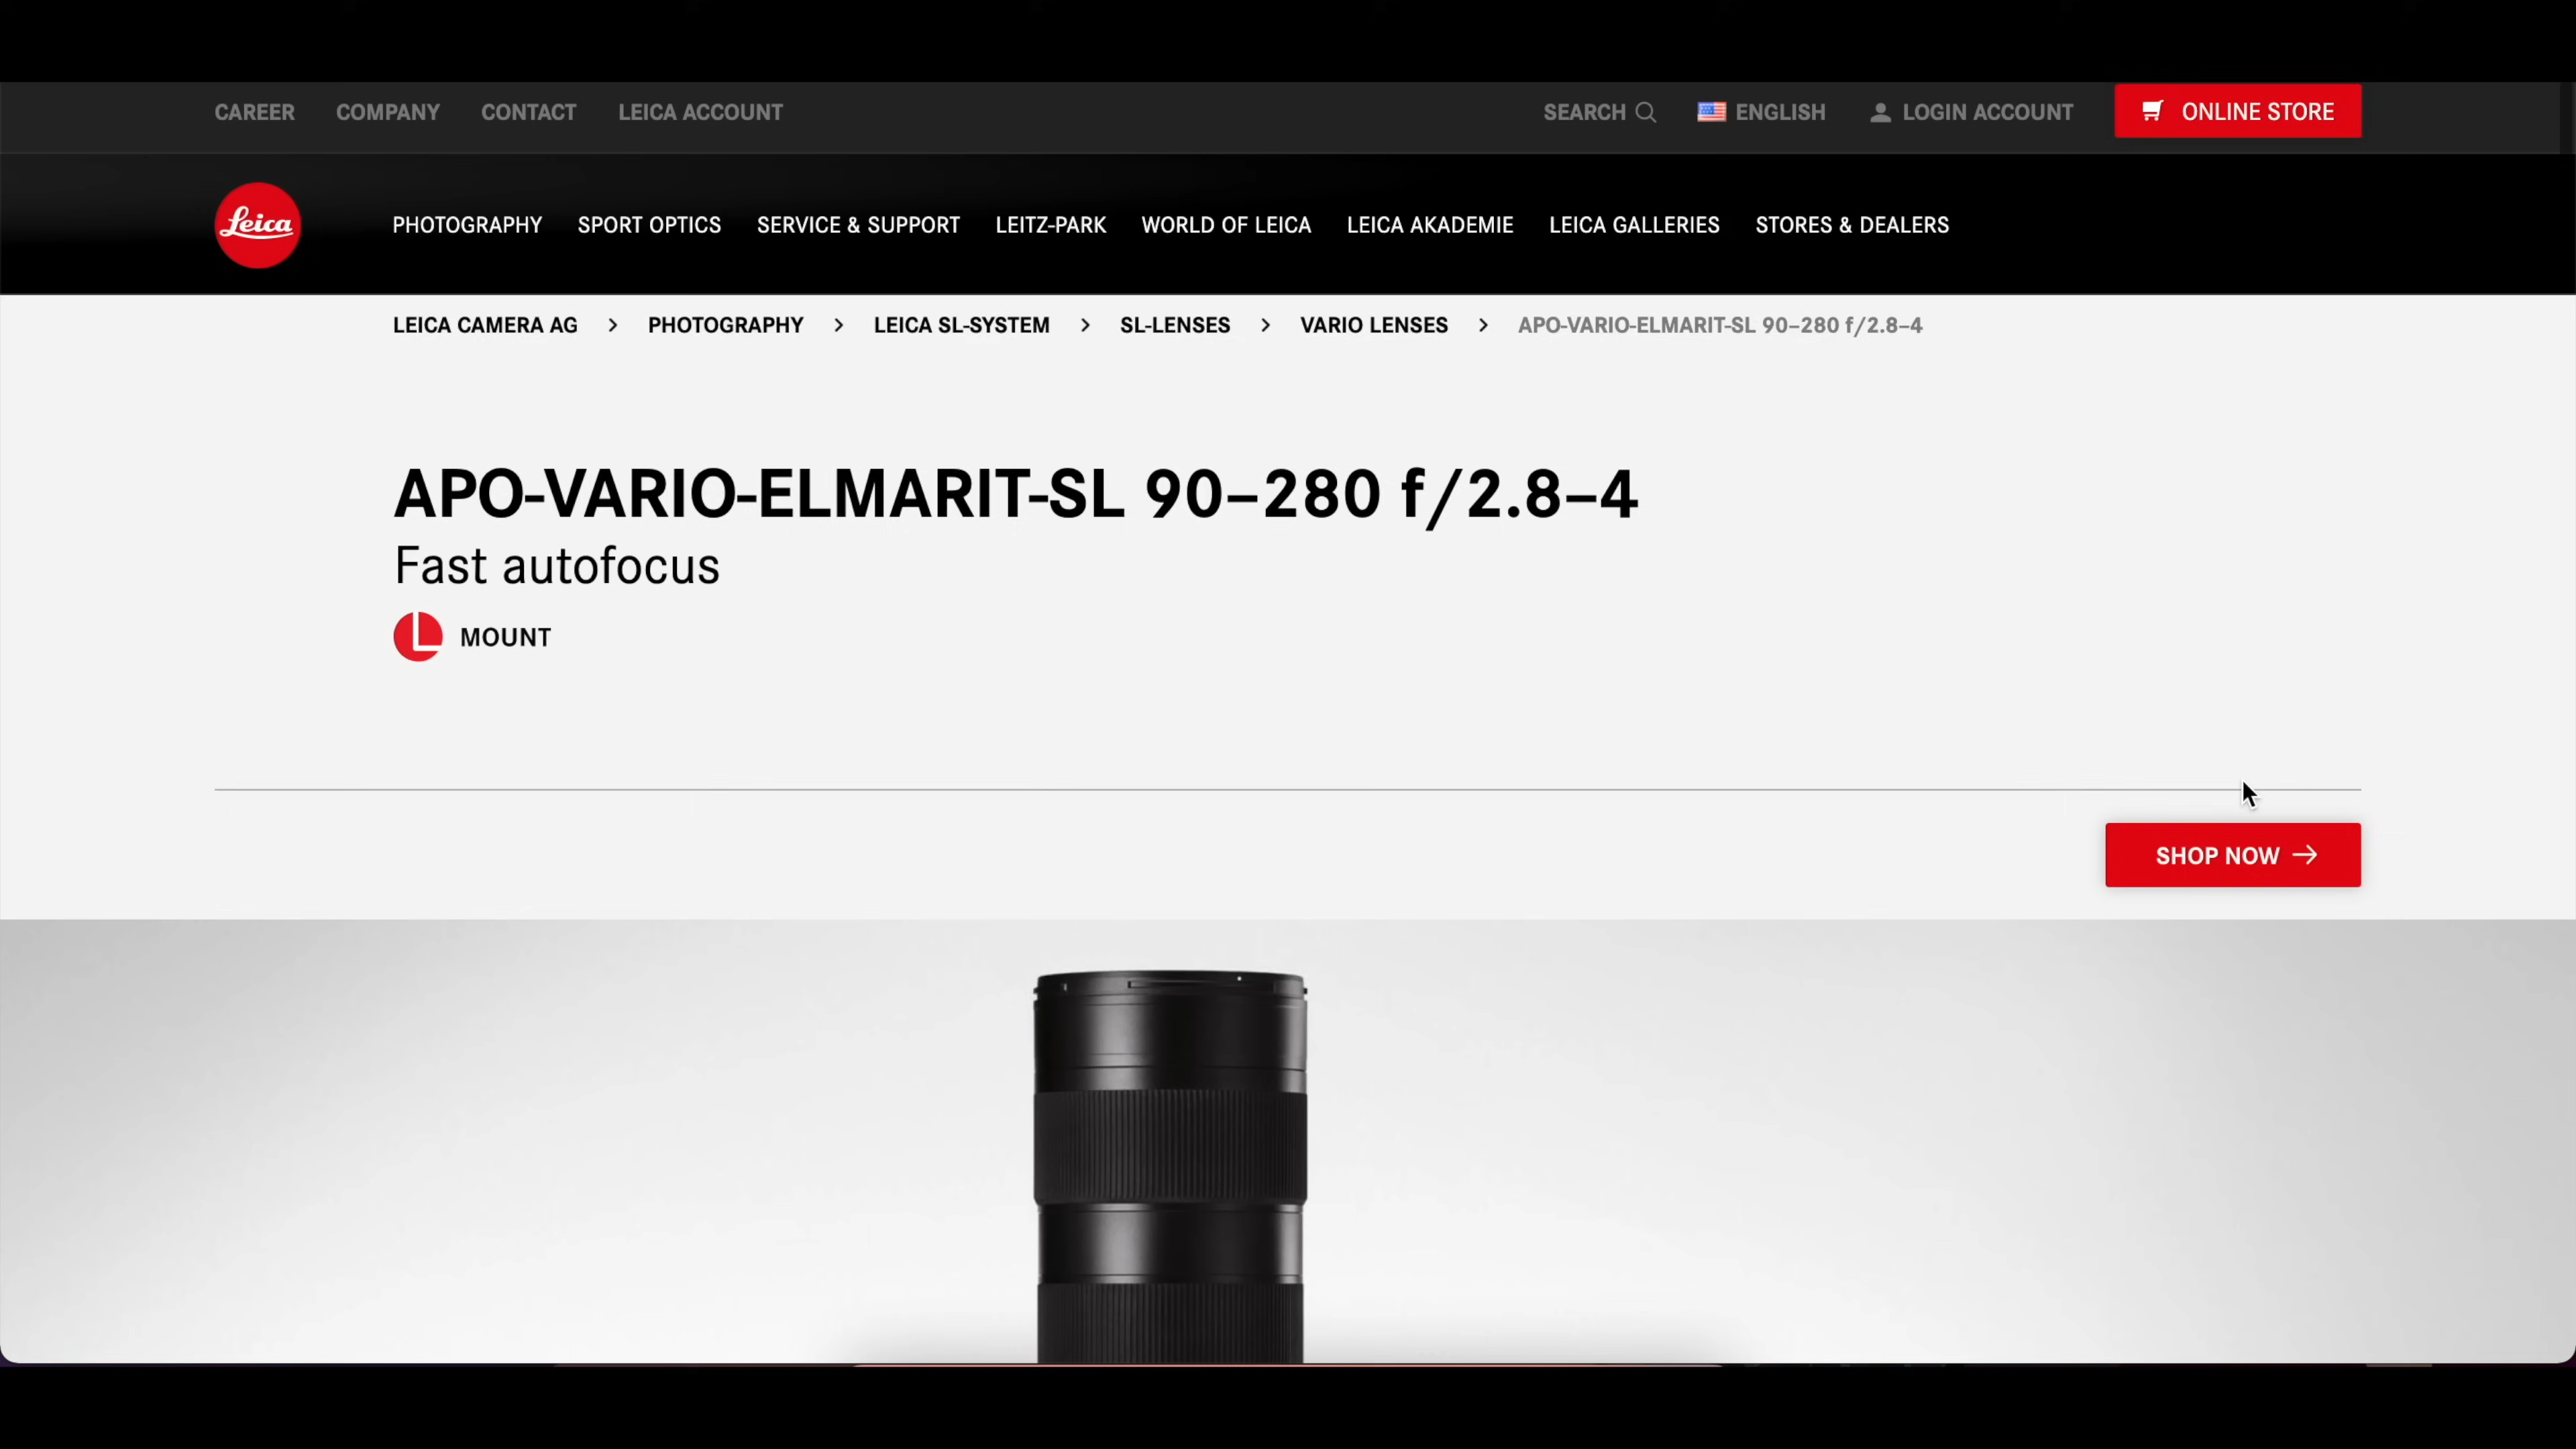 CAREER COMPANY CONTACT LEICA ACCOUNT SEARCH ENGLISH LOGIN ACCOUNT ONLINE STORE
Leica PHOTOGRAPHY SPORT OPTICS SERVICE & SUPPORT LEITZ-PARK WORLD OF LEICA LEICA AKADEMIE LEICA GALLERIES STORES & DEALERS
LEICA CAMERA AG > PHOTOGRAPHY > LEICA SL-SYSTEM > SL-LENSES > VARIO LENSES > APO-VARIO-ELMARIT-SL 90–280 f/2.8–4
APO-VARIO-ELMARIT-SL 90–280 f/2.8–4
Fast autofocus
L MOUNT
SHOP NOW →